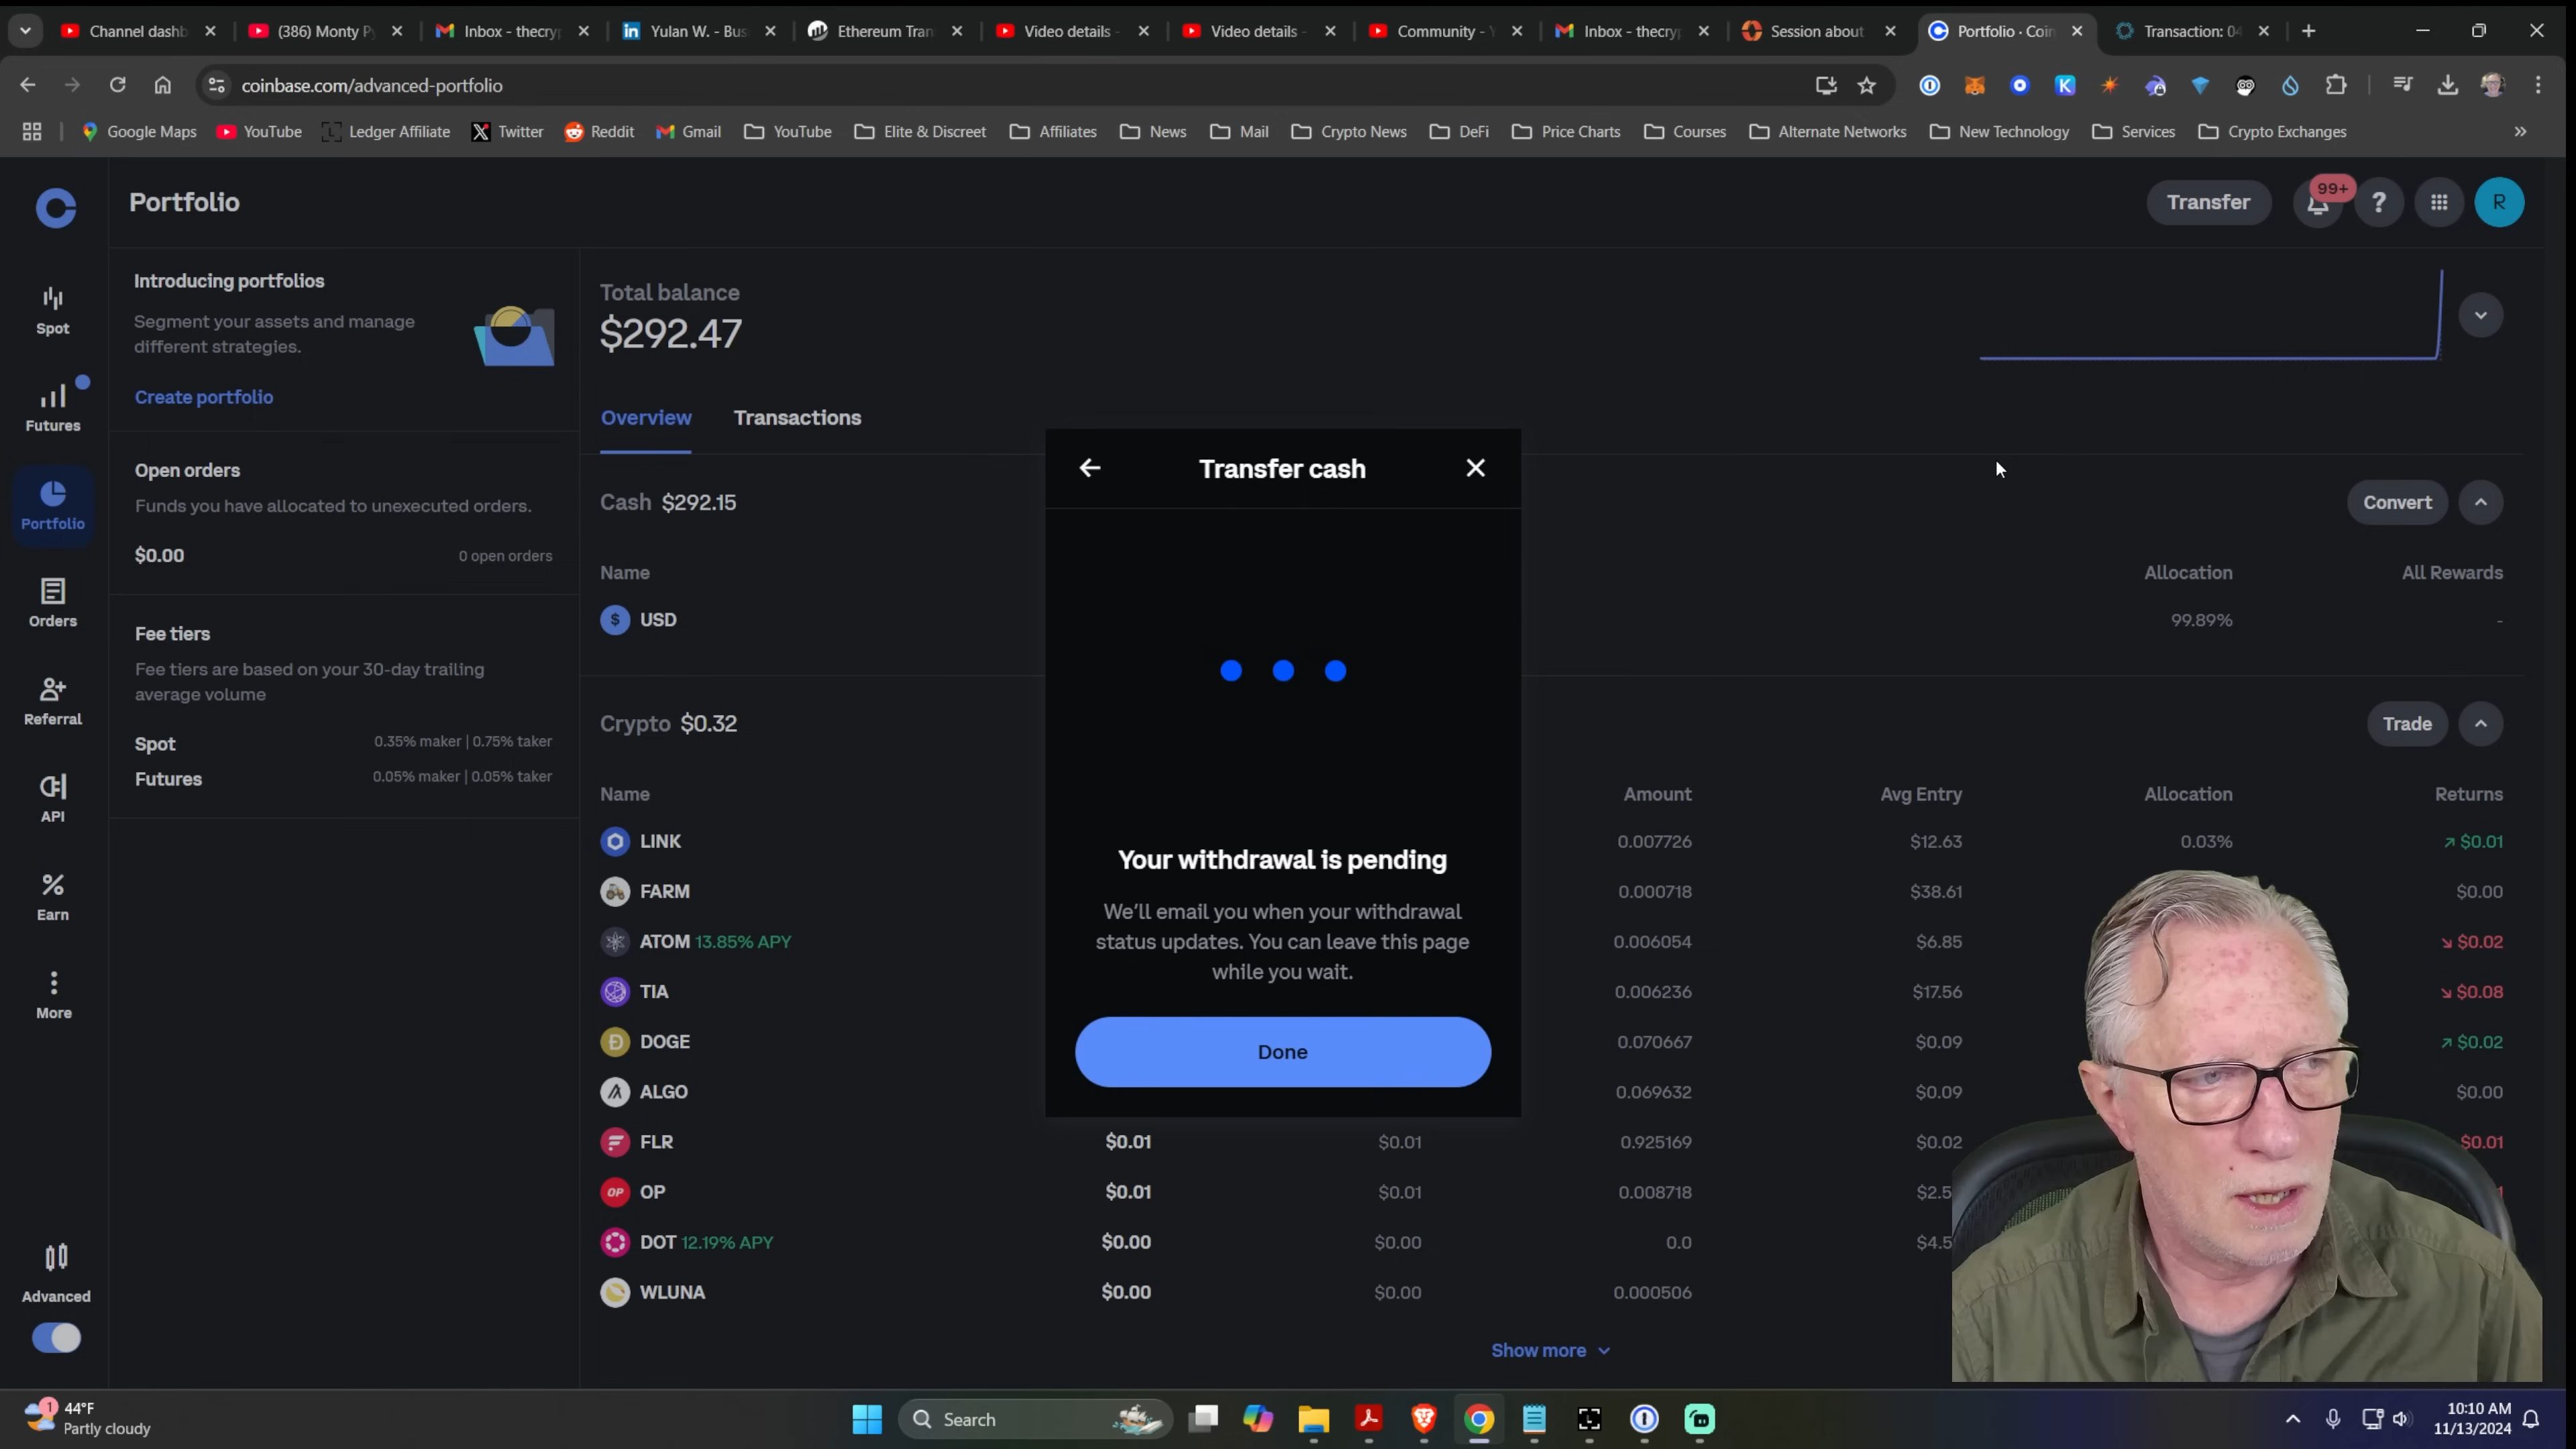 Channel dashb
(386) Monty P
Inbox - thecryp
Yulan W. - Bus
Ethereum Tran
Video details -
Video details -
Community - Y
Inbox - thecryp
Session about
Portfolio · Coin
Transaction: 04
coinbase.com/advanced-portfolio
Google Maps
YouTube
Ledger Affiliate
Twitter
Reddit
Gmail
YouTube
Elite & Discreet
Affiliates
News
Mail
Crypto News
DeFi
Price Charts
Courses
Alternate Networks
New Technology
Services
Crypto Exchanges
Portfolio
Transfer
99+
?
R
Spot
Futures
Portfolio
Orders
Referral
API
Earn
More
Advanced
Introducing portfolios
Segment your assets and manage
different strategies.
Create portfolio
Open orders
Funds you have allocated to unexecuted orders.
$0.00 0 open orders
Fee tiers
Fee tiers are based on your 30-day trailing
average volume
Spot 0.35% maker | 0.75% taker
Futures 0.05% maker | 0.05% taker
Total balance
$292.47
Overview Transactions
Cash $292.15 Convert
Name Allocation All Rewards
USD 99.89% -
Crypto $0.32 Trade
Name Amount Avg Entry Allocation Returns
LINK 0.007726 $12.63 0.03% $0.01
FARM 0.000718 $38.61 $0.00
ATOM 13.85% APY 0.006054 $6.85 $0.02
TIA 0.006236 $17.56 $0.08
DOGE 0.070667 $0.09 $0.02
ALGO 0.069632 $0.09 $0.00
FLR $0.01 $0.01 0.925169 $0.02 $0.01
OP $0.01 $0.01 0.008718 $2.5
DOT 12.19% APY $0.00 $0.00 0.0 $4.5
WLUNA $0.00 $0.00 0.000506
Show more
Transfer cash
Your withdrawal is pending
We'll email you when your withdrawal
status updates. You can leave this page
while you wait.
Done
1
44°F
Partly cloudy
Search
10:10 AM
11/13/2024